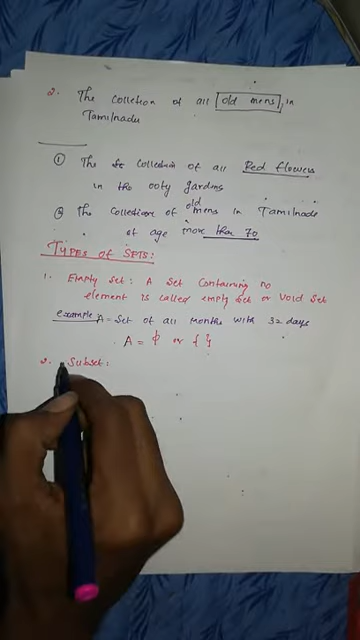 2. The Colletion of all old mens, in
Tamilnadu
① The Collection of all Red flowers
in the ooty gardens
② The Collection of old mens in Tamilnadu
of age more than 70
TYPES OF SETS:
1. Empty Set: A Set Containing no
element is called empty set or Void Set
example A = Set of all Months with 32 days
A = ϕ or { }
2. Subset: